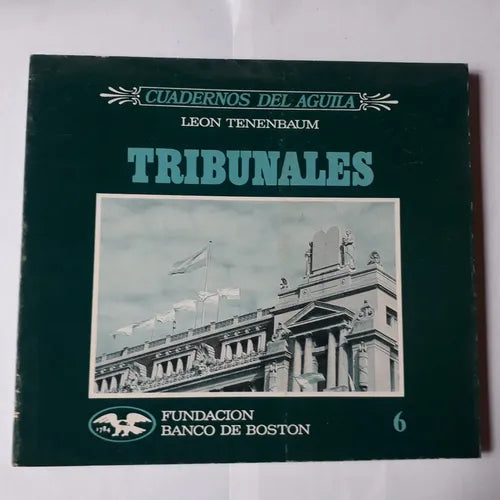 CUADERNOS DEL AGUILA
LEON TENENBAUM
TRIBUNALES
1784
FUNDACION
BANCO DE BOSTON
6